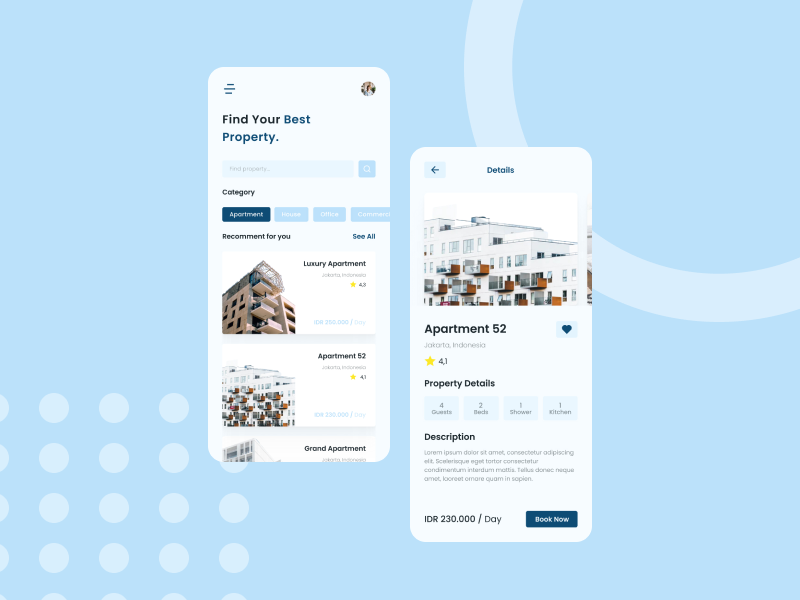 Find Your Best
Property.
Find property...
Category
Apartment House Office Commerci
Recomment for you See All
Luxury Apartment
Jakarta, Indonesia
4,3
IDR 350.000 / Day
Apartment 52
Jakarta, Indonesia
4,1
IDR 230.000 / Day
Grand Apartment
Jakarta, Indonesia
Details
Apartment 52
Jakarta, Indonesia
4,1
Property Details
4 2 1 1
Guests Beds Shower Kitchen
Description
Lorem ipsum dolor sit amet, consectetur adipiscing
elit. Scelerisque eget tortor consectetur
condimentum interdum mattis. Tellus donec neque
amet, laoreet ornare quam in sapien.
IDR 230.000 / Day Book Now